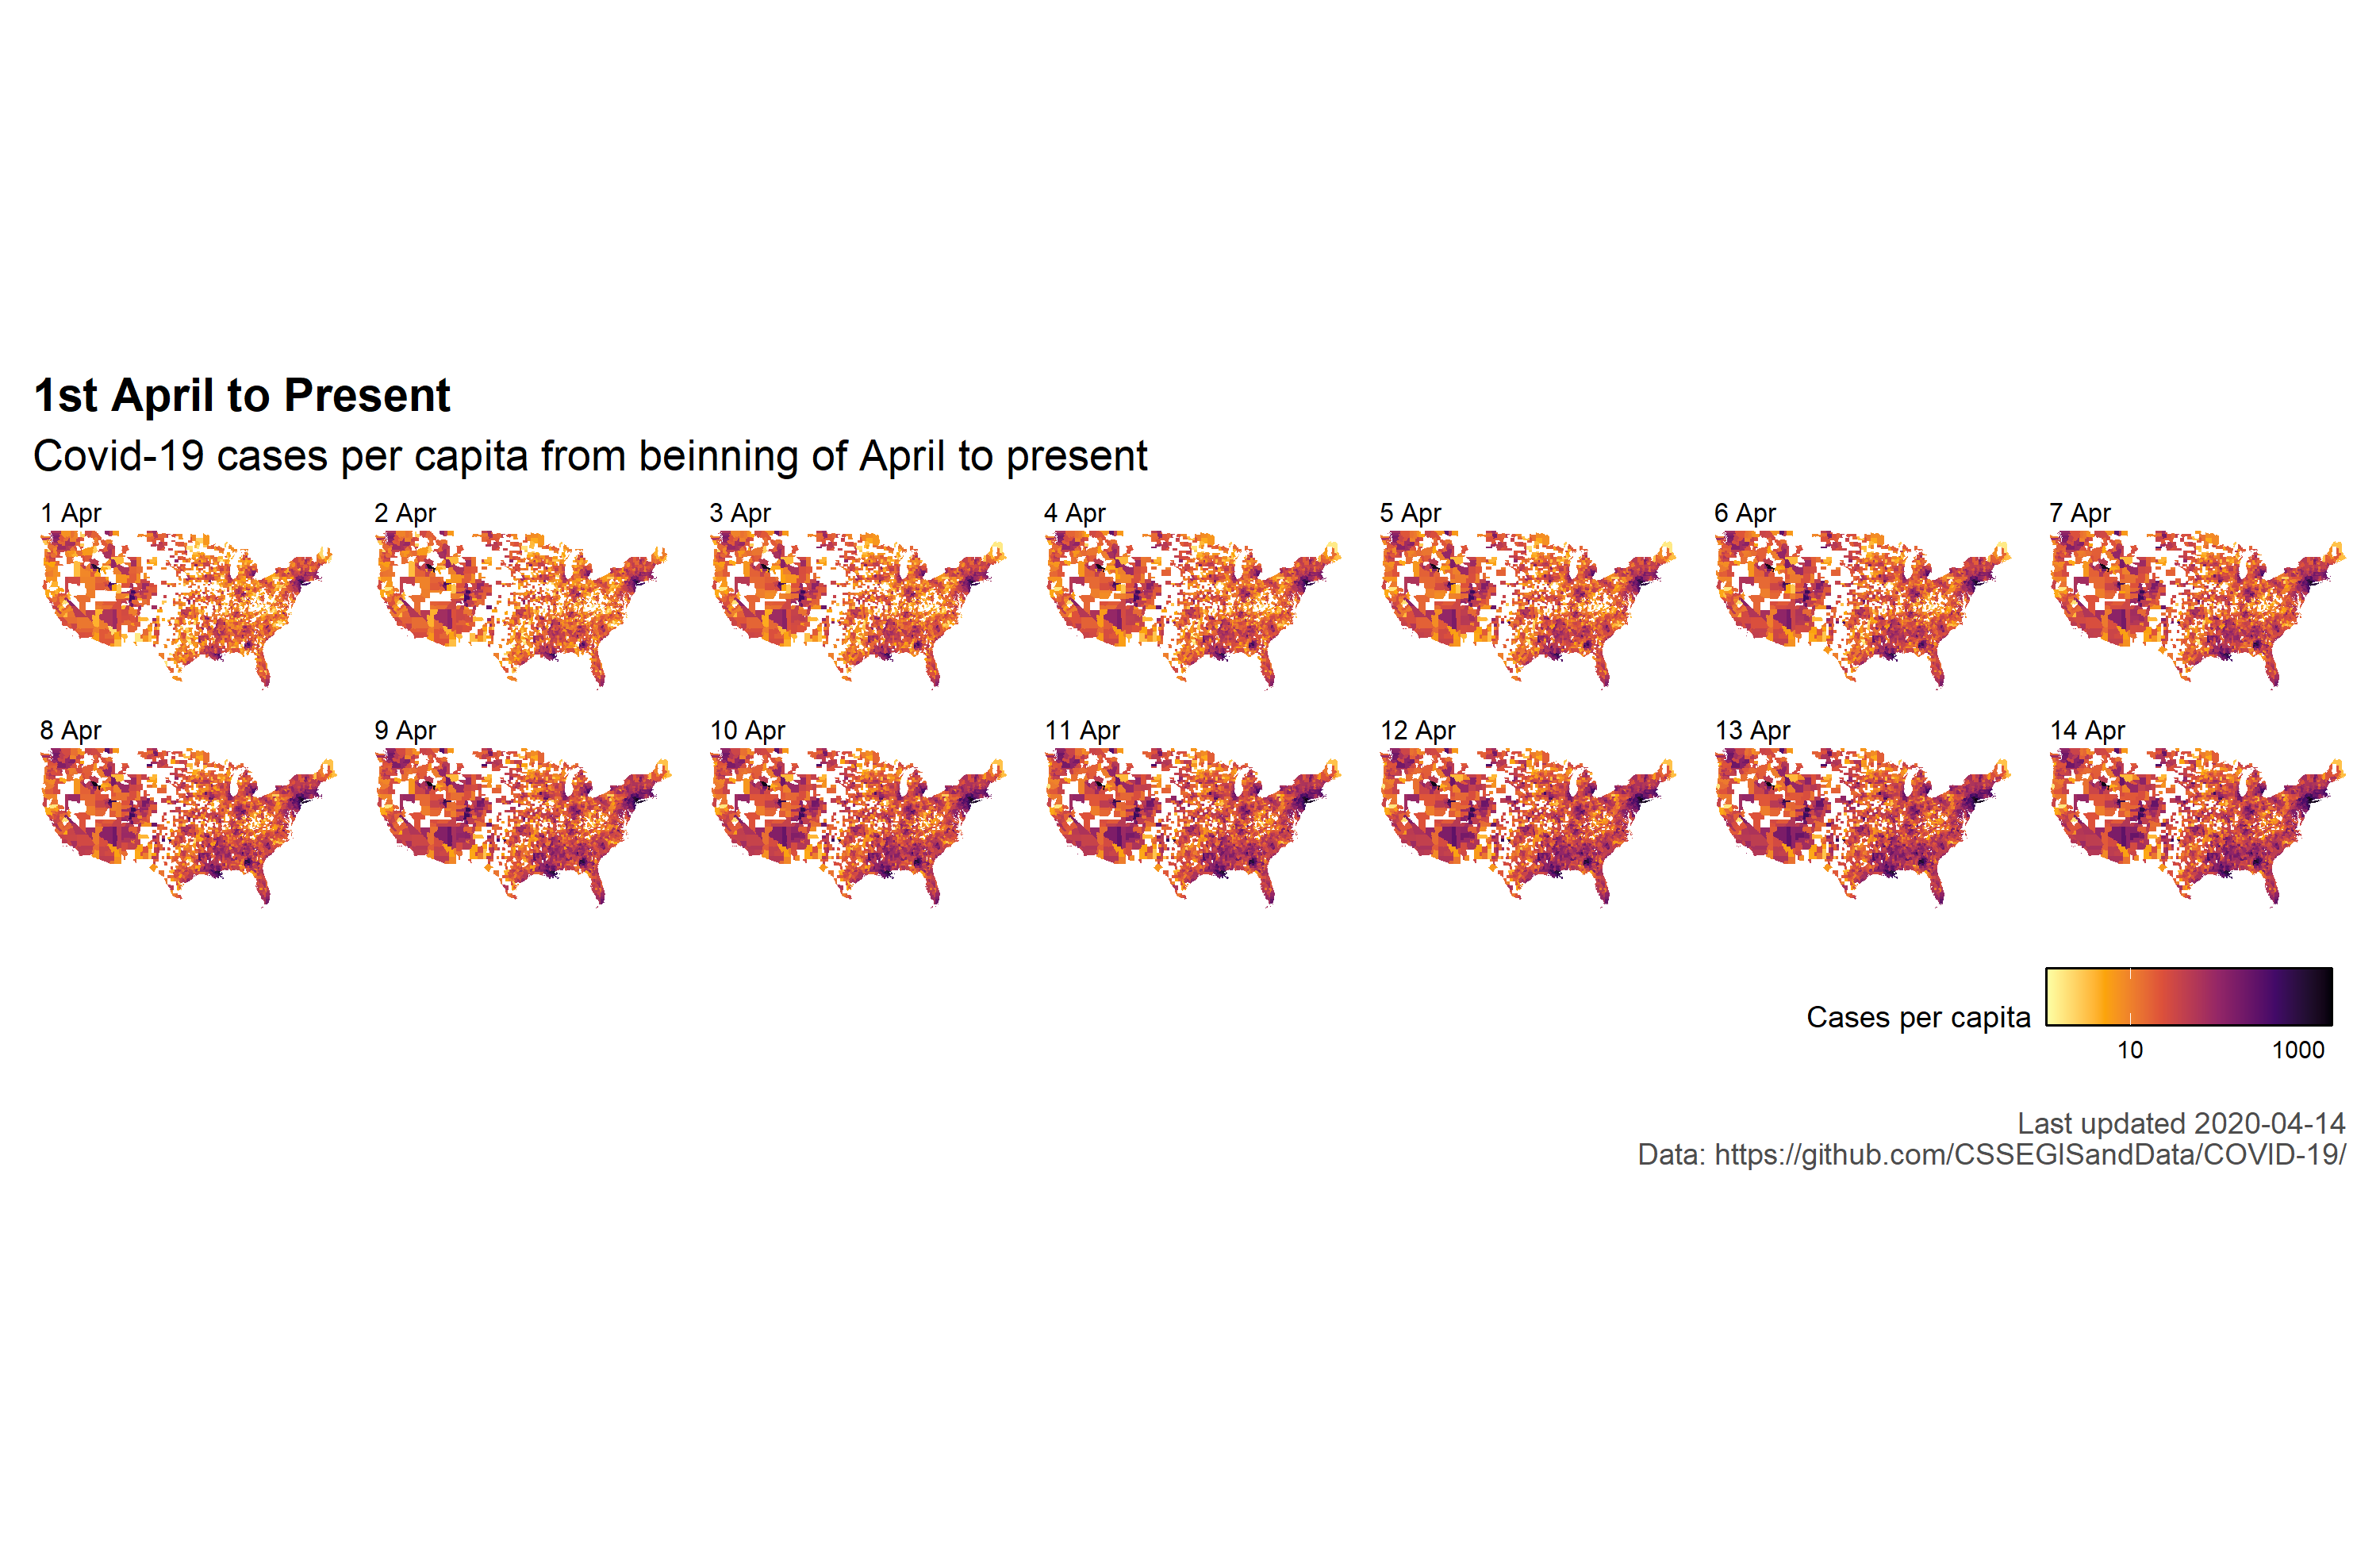 1st April to Present
Covid-19 cases per capita from beinning of April to present
1 Apr 2 Apr 3 Apr 4 Apr 5 Apr 6 Apr 7 Apr
8 Apr 9 Apr 10 Apr 11 Apr 12 Apr 13 Apr 14 Apr
Cases per capita
10 1000
Last updated 2020-04-14
Data: https://github.com/CSSEGISandData/COVID-19/